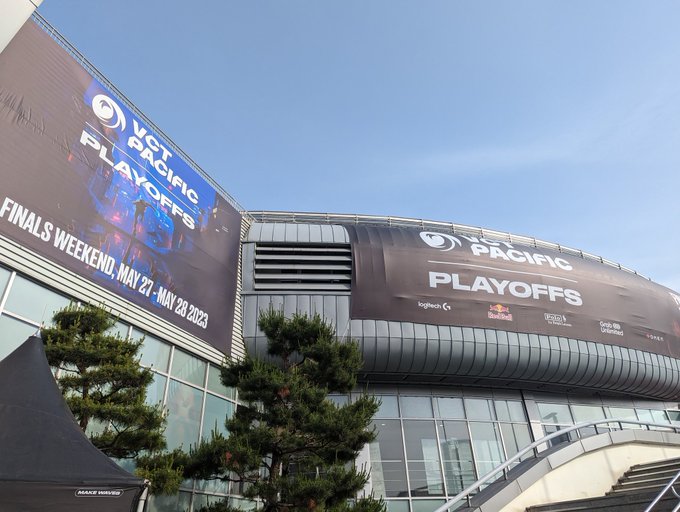 VCT
PACIFIC
PLAYOFFS
FINALS WEEKEND, MAY 27 - MAY 28 2023
VCT
PACIFIC
PLAYOFFS
logitech G
Red Bull
Polo
Grab
Unlimited
MAKE WAVES